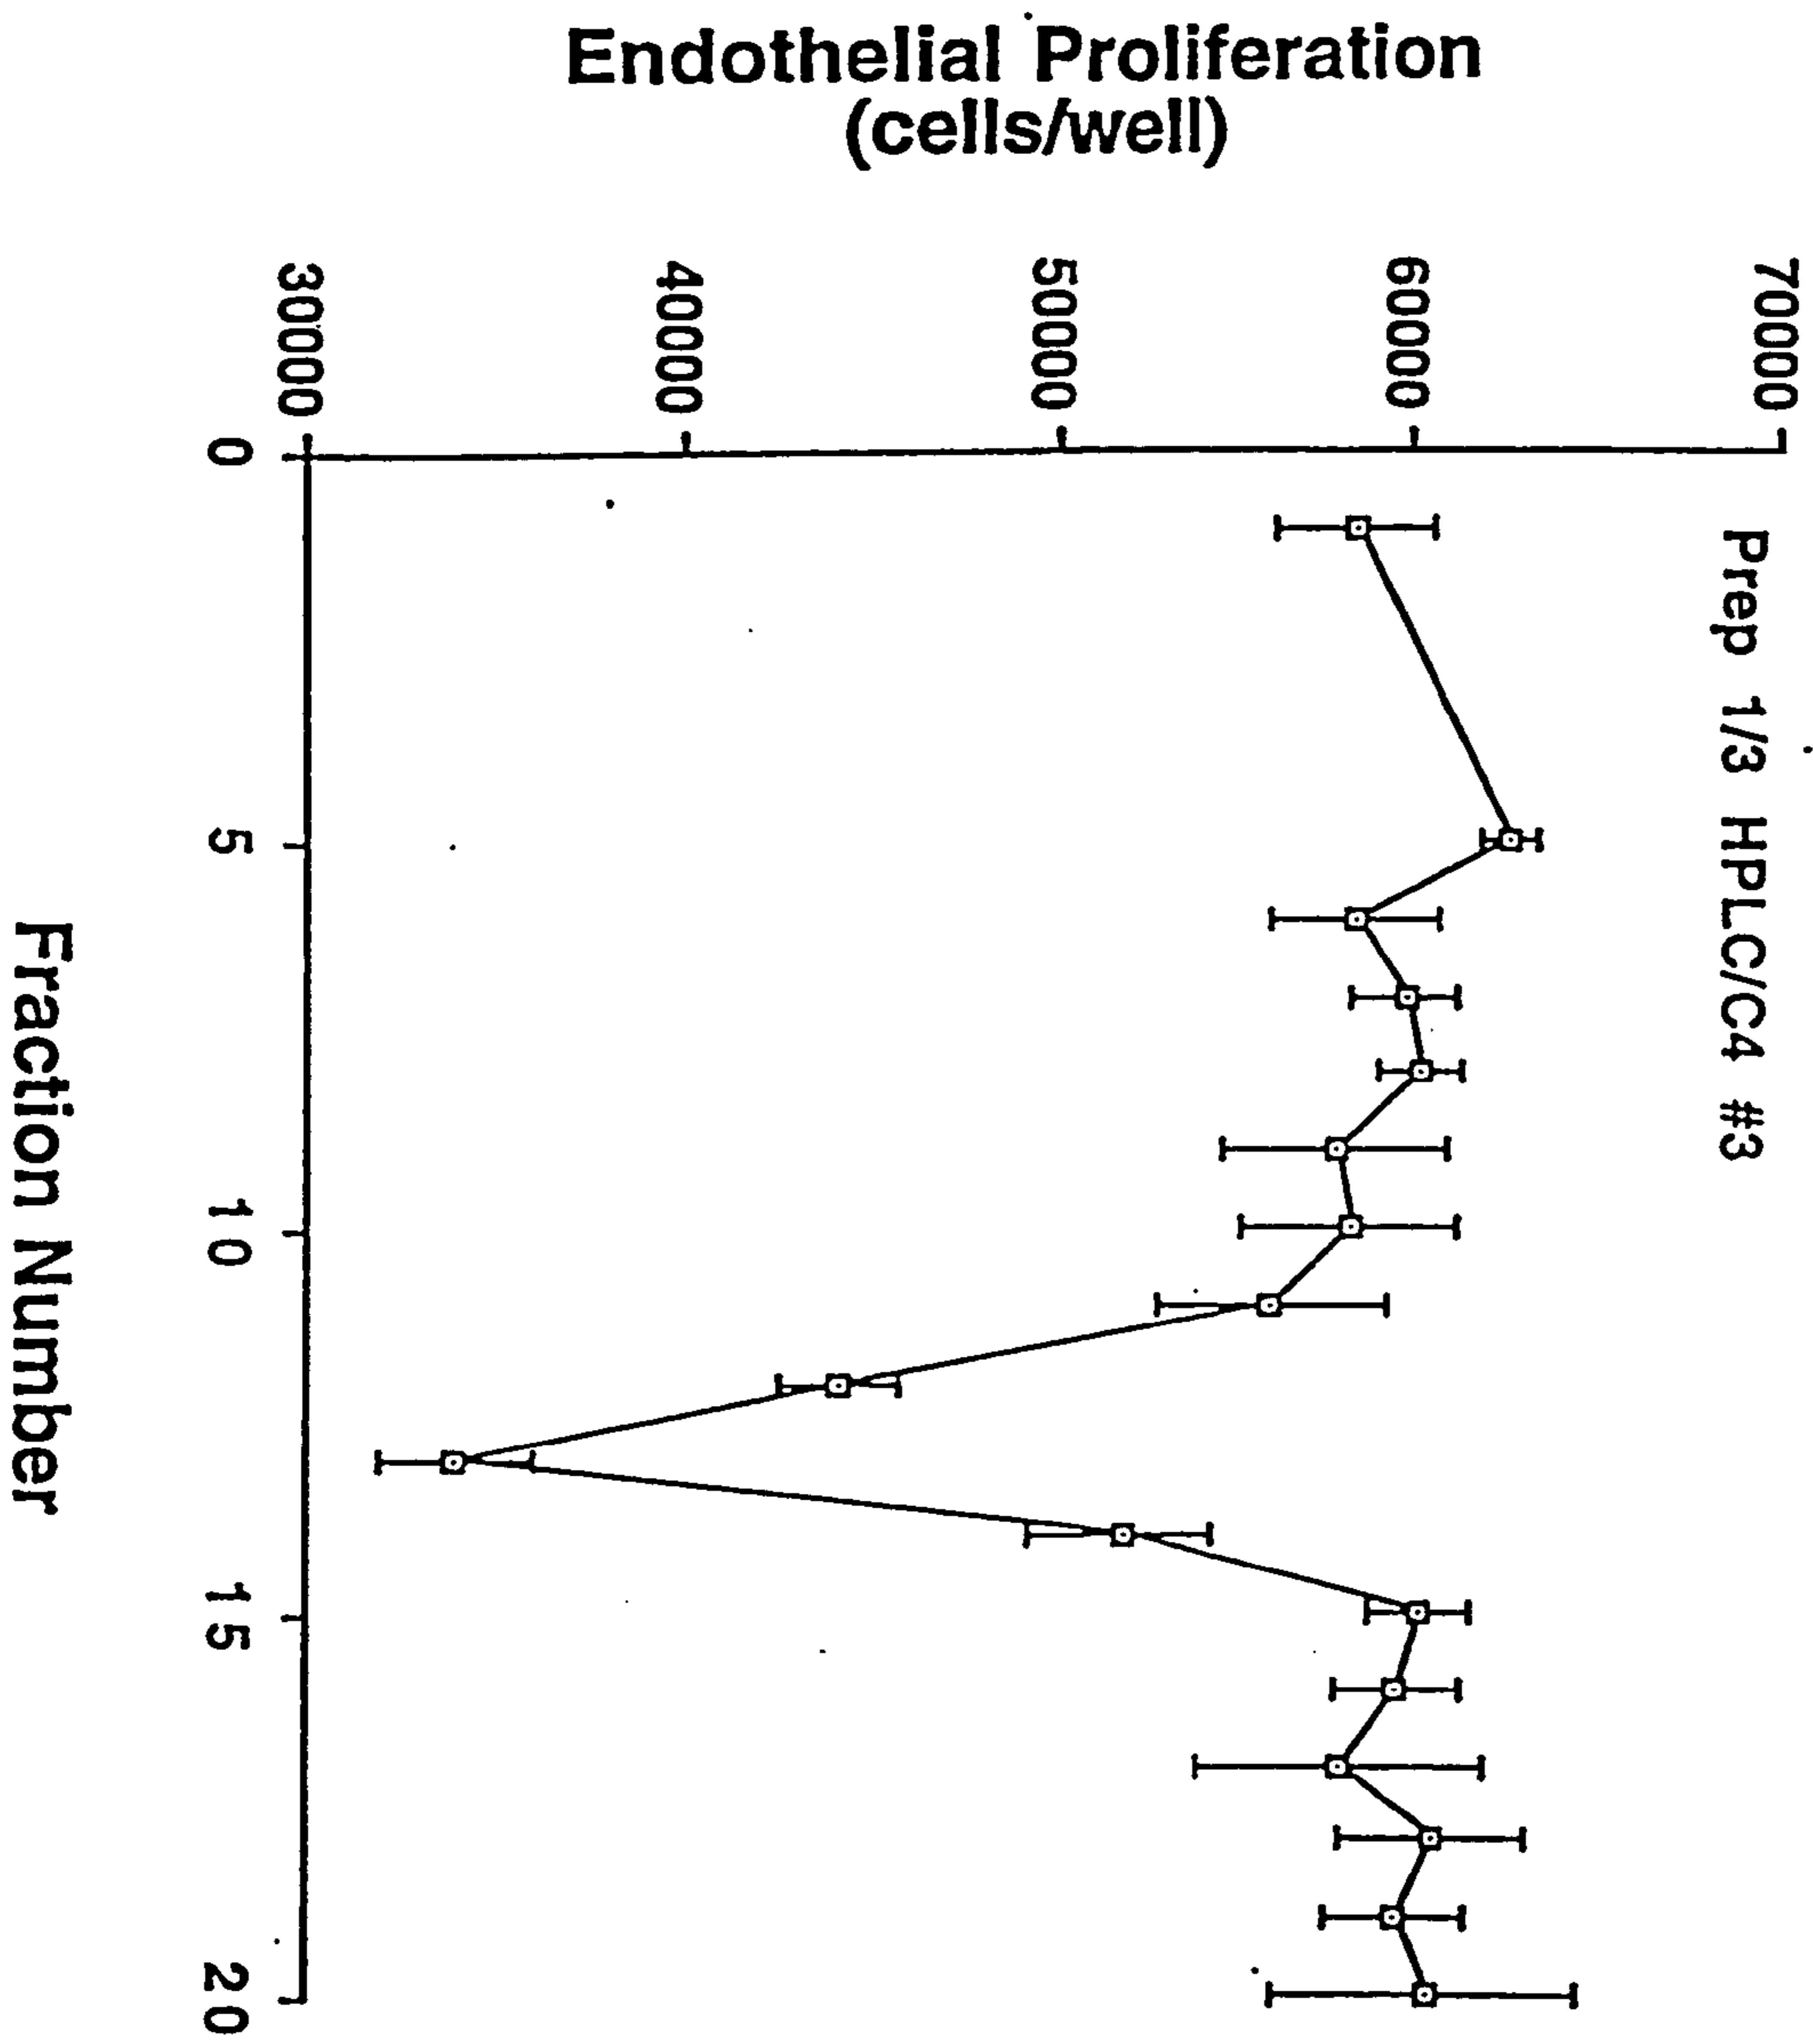 Prep 1/3 HPLC/C4 #3
Endothelial Proliferation
(cells/well)
70000
60000
50000
40000
30000
0
5
10
15
20
Fraction Number